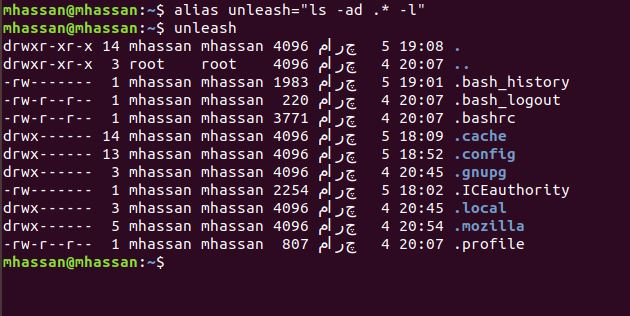 mhassan@mhassan:~$ alias unleash="ls -ad .* -l"
mhassan@mhassan:~$ unleash
drwxr-xr-x 14 mhassan mhassan 4096 مارچ 5 19:08 .
drwxr-xr-x 3 root root 4096 مارچ 4 20:07 ..
-rw------- 1 mhassan mhassan 1983 مارچ 5 19:01 .bash_history
-rw-r--r-- 1 mhassan mhassan 220 مارچ 4 20:07 .bash_logout
-rw-r--r-- 1 mhassan mhassan 3771 مارچ 4 20:07 .bashrc
drwx------ 14 mhassan mhassan 4096 مارچ 5 18:09 .cache
drwx------ 13 mhassan mhassan 4096 مارچ 5 18:52 .config
drwx------ 3 mhassan mhassan 4096 مارچ 4 20:45 .gnupg
-rw------- 1 mhassan mhassan 2254 مارچ 5 18:02 .ICEauthority
drwx------ 3 mhassan mhassan 4096 مارچ 4 20:45 .local
drwx------ 5 mhassan mhassan 4096 مارچ 4 20:54 .mozilla
-rw-r--r-- 1 mhassan mhassan 807 مارچ 4 20:07 .profile
mhassan@mhassan:~$